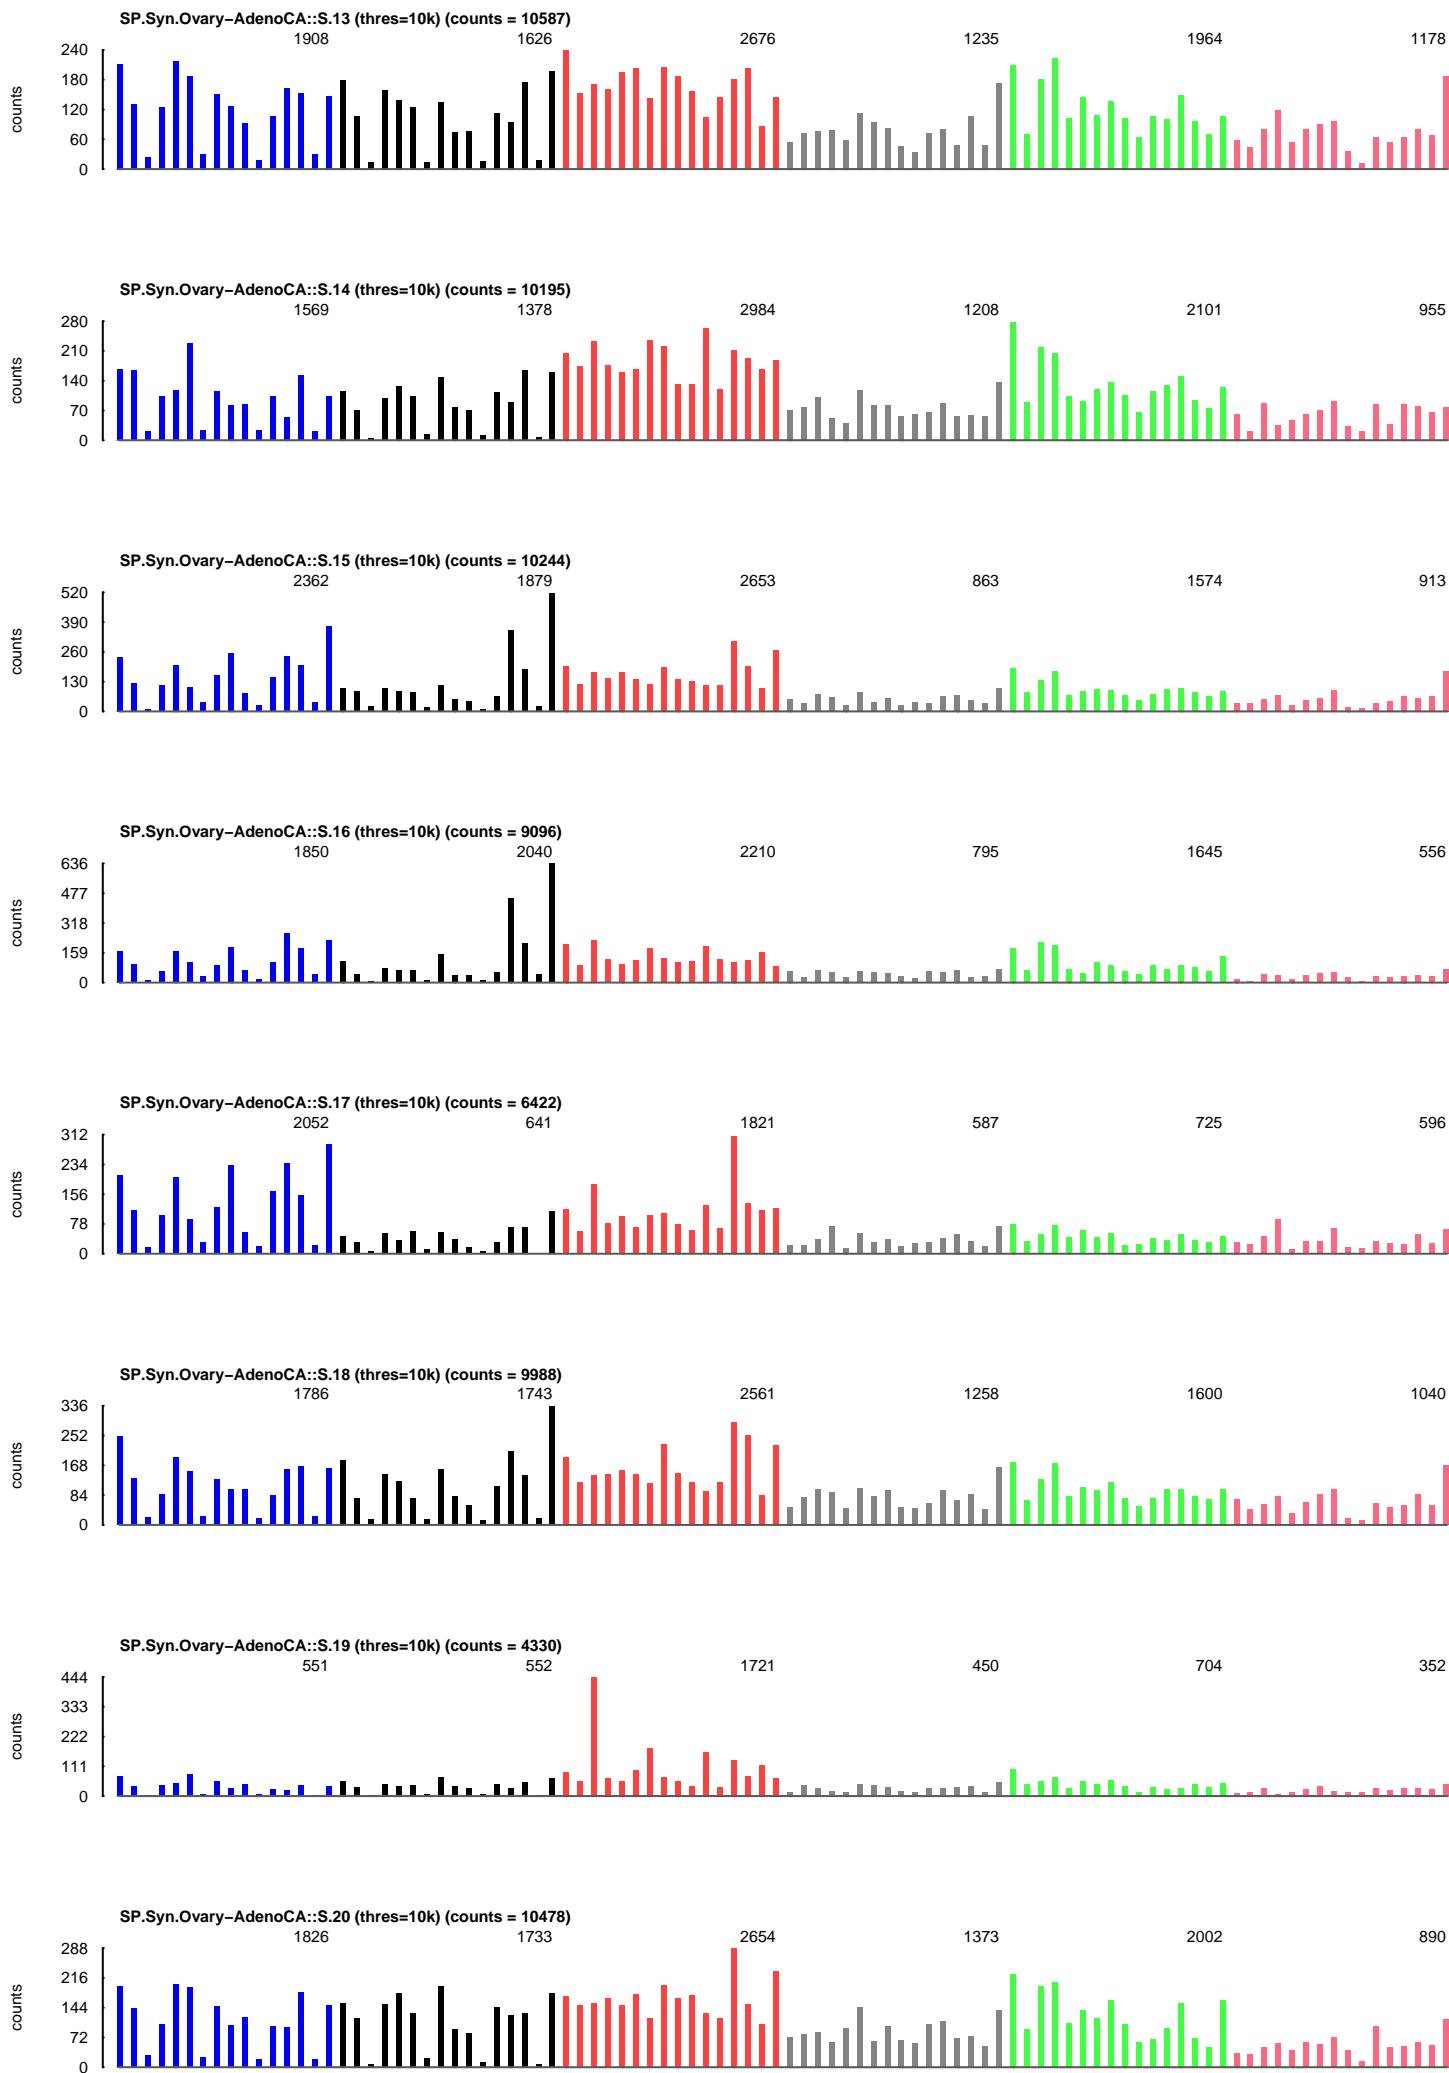 SP.Syn.Ovary–AdenoCA::S.13 (thres=10k) (counts = 10587)
1908 1626 2676 1235 1964 1178
240
180
120
60
0
counts
SP.Syn.Ovary–AdenoCA::S.14 (thres=10k) (counts = 10195)
1569 1378 2984 1208 2101 955
280
210
140
70
0
counts
SP.Syn.Ovary–AdenoCA::S.15 (thres=10k) (counts = 10244)
2362 1879 2653 863 1574 913
520
390
260
130
0
counts
SP.Syn.Ovary–AdenoCA::S.16 (thres=10k) (counts = 9096)
1850 2040 2210 795 1645 556
636
477
318
159
0
counts
SP.Syn.Ovary–AdenoCA::S.17 (thres=10k) (counts = 6422)
2052 641 1821 587 725 596
312
234
156
78
0
counts
SP.Syn.Ovary–AdenoCA::S.18 (thres=10k) (counts = 9988)
1786 1743 2561 1258 1600 1040
336
252
168
84
0
counts
SP.Syn.Ovary–AdenoCA::S.19 (thres=10k) (counts = 4330)
551 552 1721 450 704 352
444
333
222
111
0
counts
SP.Syn.Ovary–AdenoCA::S.20 (thres=10k) (counts = 10478)
1826 1733 2654 1373 2002 890
288
216
144
72
0
counts